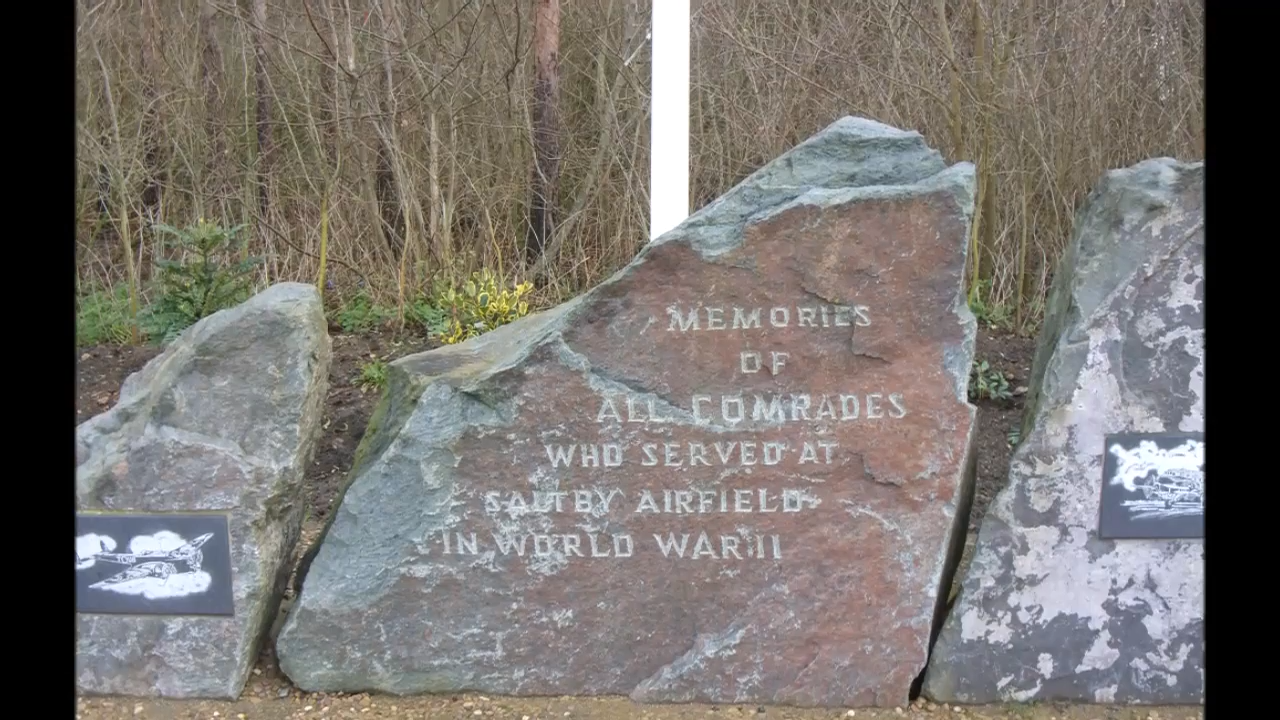 MEMORIES
OF
ALL COMRADES
WHO SERVED AT
SALTBY AIRFIELD
IN WORLD WAR II